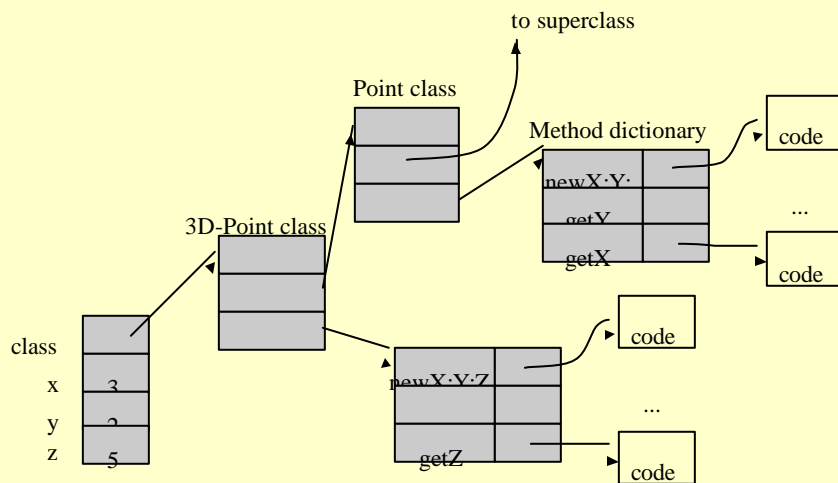 to superclass
Point class
Method dictionary
code
newX:Y:
getY
...
getX
code
3D-Point class
class
x 3
y 2
z 5
newX:Y:Z
code
...
getZ
code